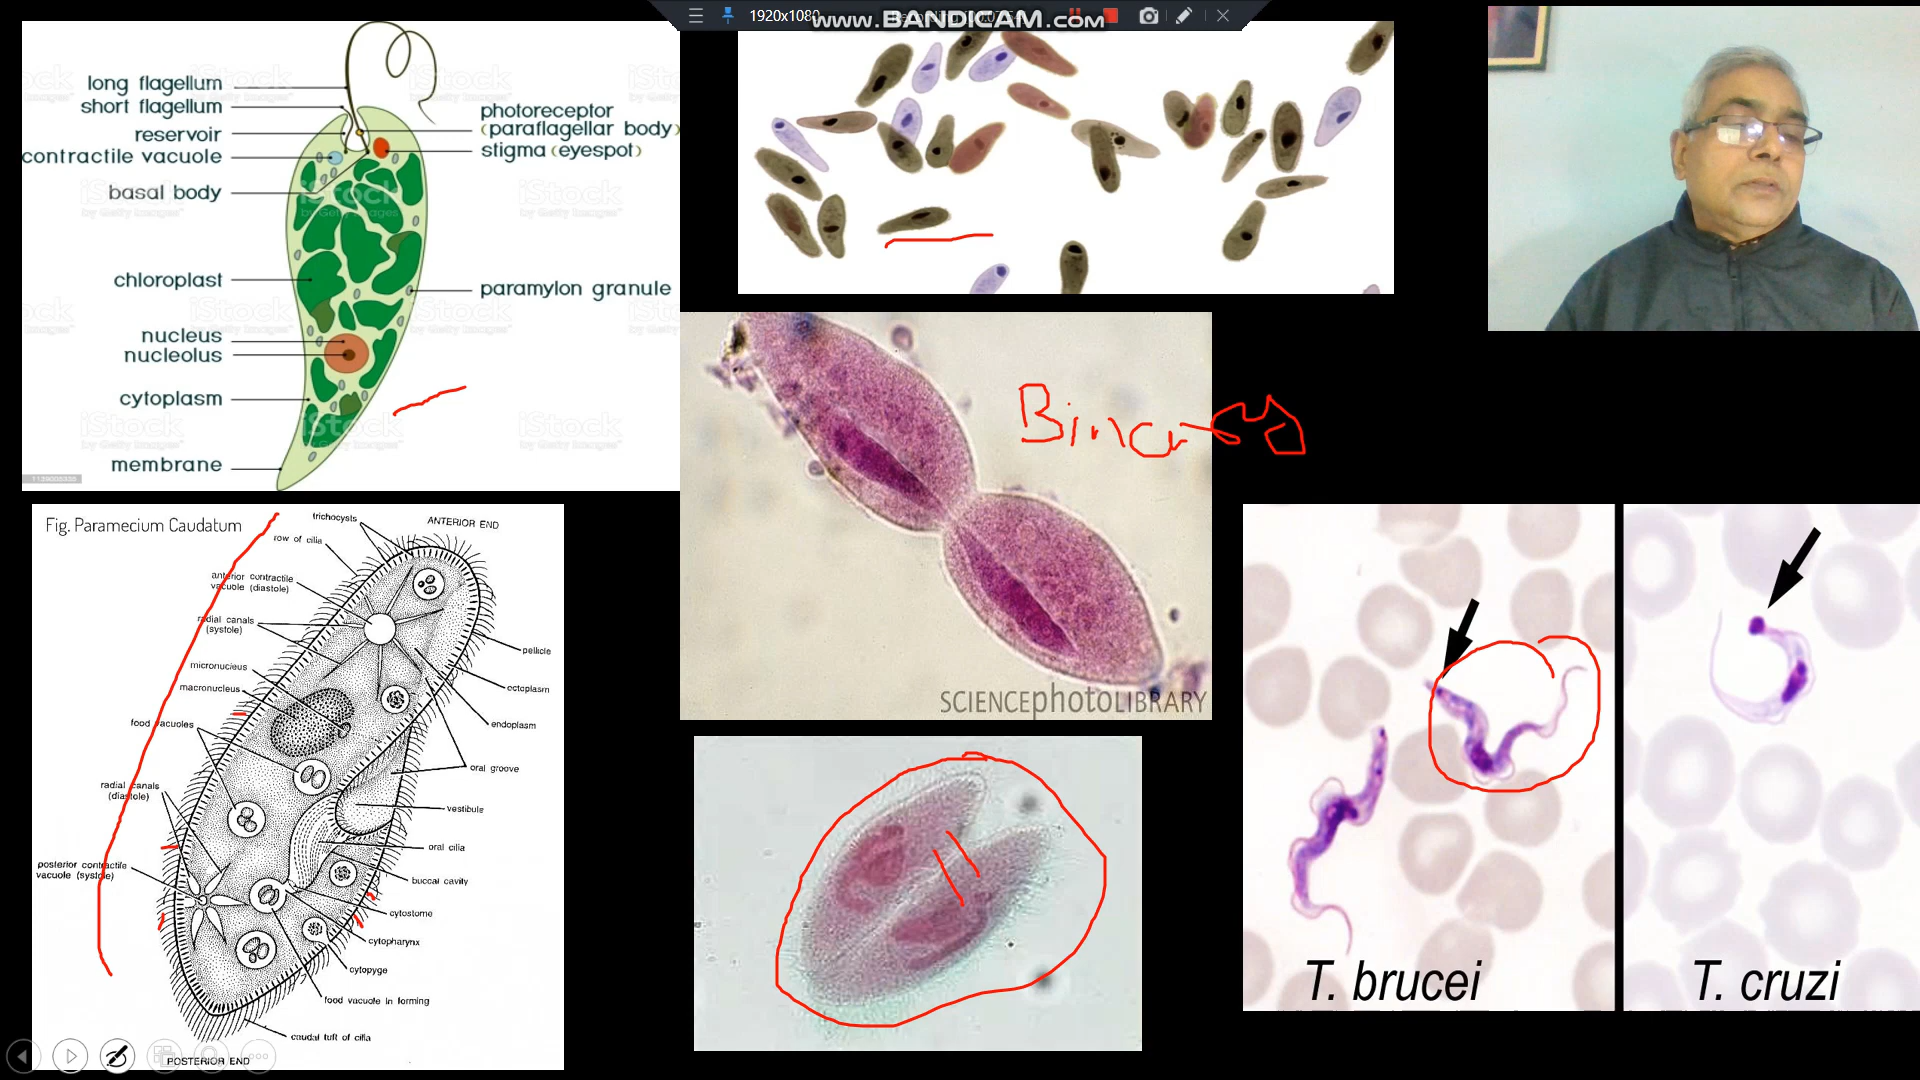 1920x1080
www.BANDICAM.com
long flagellum
short flagellum
reservoir
contractile vacuole
basal body
chloroplast
nucleus
nucleolus
cytoplasm
membrane
photoreceptor
(paraflagellar body)
stigma (eyespot)
paramylon granule
iStock
by Getty Images™
Fig. Paramecium Caudatum
ANTERIOR END
trichocysts
row of cilia
anterior contractile
vacuole (diastole)
radial canals
(systole)
micronucleus
macronucleus
food vacuoles
radial canals
(diastole)
posterior contractile
vacuole (systole)
pellicle
ectoplasm
endoplasm
oral groove
vestibule
oral cilia
buccal cavity
cytostome
cytopharynx
cytopyge
food vacuole in forming
caudal tuft of cilia
POSTERIOR END
SCIENCEphotoLIBRARY
T. brucei
T. cruzi